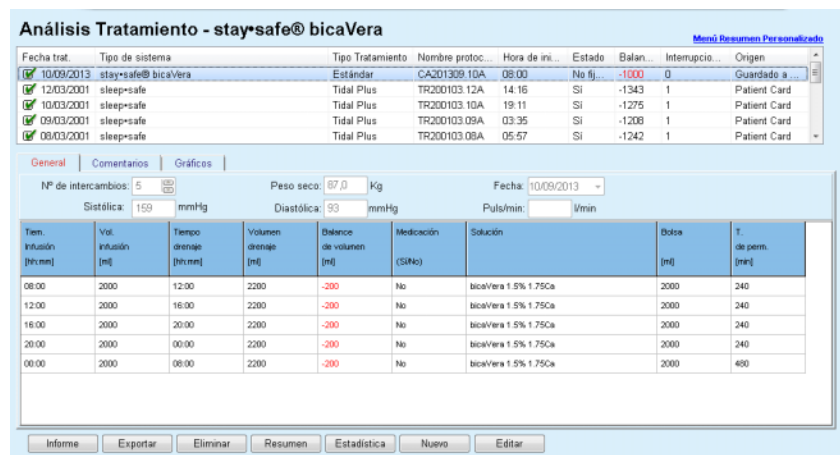 Análisis Tratamiento - stay•safe® bicaVera
Menú Resumen Personalizado
Fecha trat. Tipo de sistema Tipo Tratamiento Nombre protoc... Hora de ini... Estado Balan... Interrupcio... Origen
10/09/2013 stay•safe® bicaVera Estándar CA201309.10A 08:00 No fij... -1000 0 Guardado a ...
12/03/2001 sleep•safe Tidal Plus TR200103.12A 14:16 Sí -1343 1 Patient Card
10/03/2001 sleep•safe Tidal Plus TR200103.10A 19:11 Sí -1275 1 Patient Card
09/03/2001 sleep•safe Tidal Plus TR200103.09A 03:35 Sí -1208 1 Patient Card
08/03/2001 sleep•safe Tidal Plus TR200103.08A 05:57 Sí -1242 1 Patient Card
General Comentarios Gráficos
Nº de intercambios: 5 Peso seco: 87,0 Kg Fecha: 10/09/2013
Sistólica: 159 mmHg Diastólica: 93 mmHg Puls/min: l/min
Tiem. Vol. Tiempo Volumen Balance Medicación Solución Bolsa T.
infusión infusión drenaje drenaje de volumen de perm.
[hh:mm] [ml] [hh:mm] [ml] [ml] (Sí/No) [ml] [min]
08:00 2000 12:00 2200 -200 No bicaVera 1.5% 1.75Ca 2000 240
12:00 2000 16:00 2200 -200 No bicaVera 1.5% 1.75Ca 2000 240
16:00 2000 20:00 2200 -200 No bicaVera 1.5% 1.75Ca 2000 240
20:00 2000 00:00 2200 -200 No bicaVera 1.5% 1.75Ca 2000 240
00:00 2000 08:00 2200 -200 No bicaVera 1.5% 1.75Ca 2000 480
Informe Exportar Eliminar Resumen Estadística Nuevo Editar